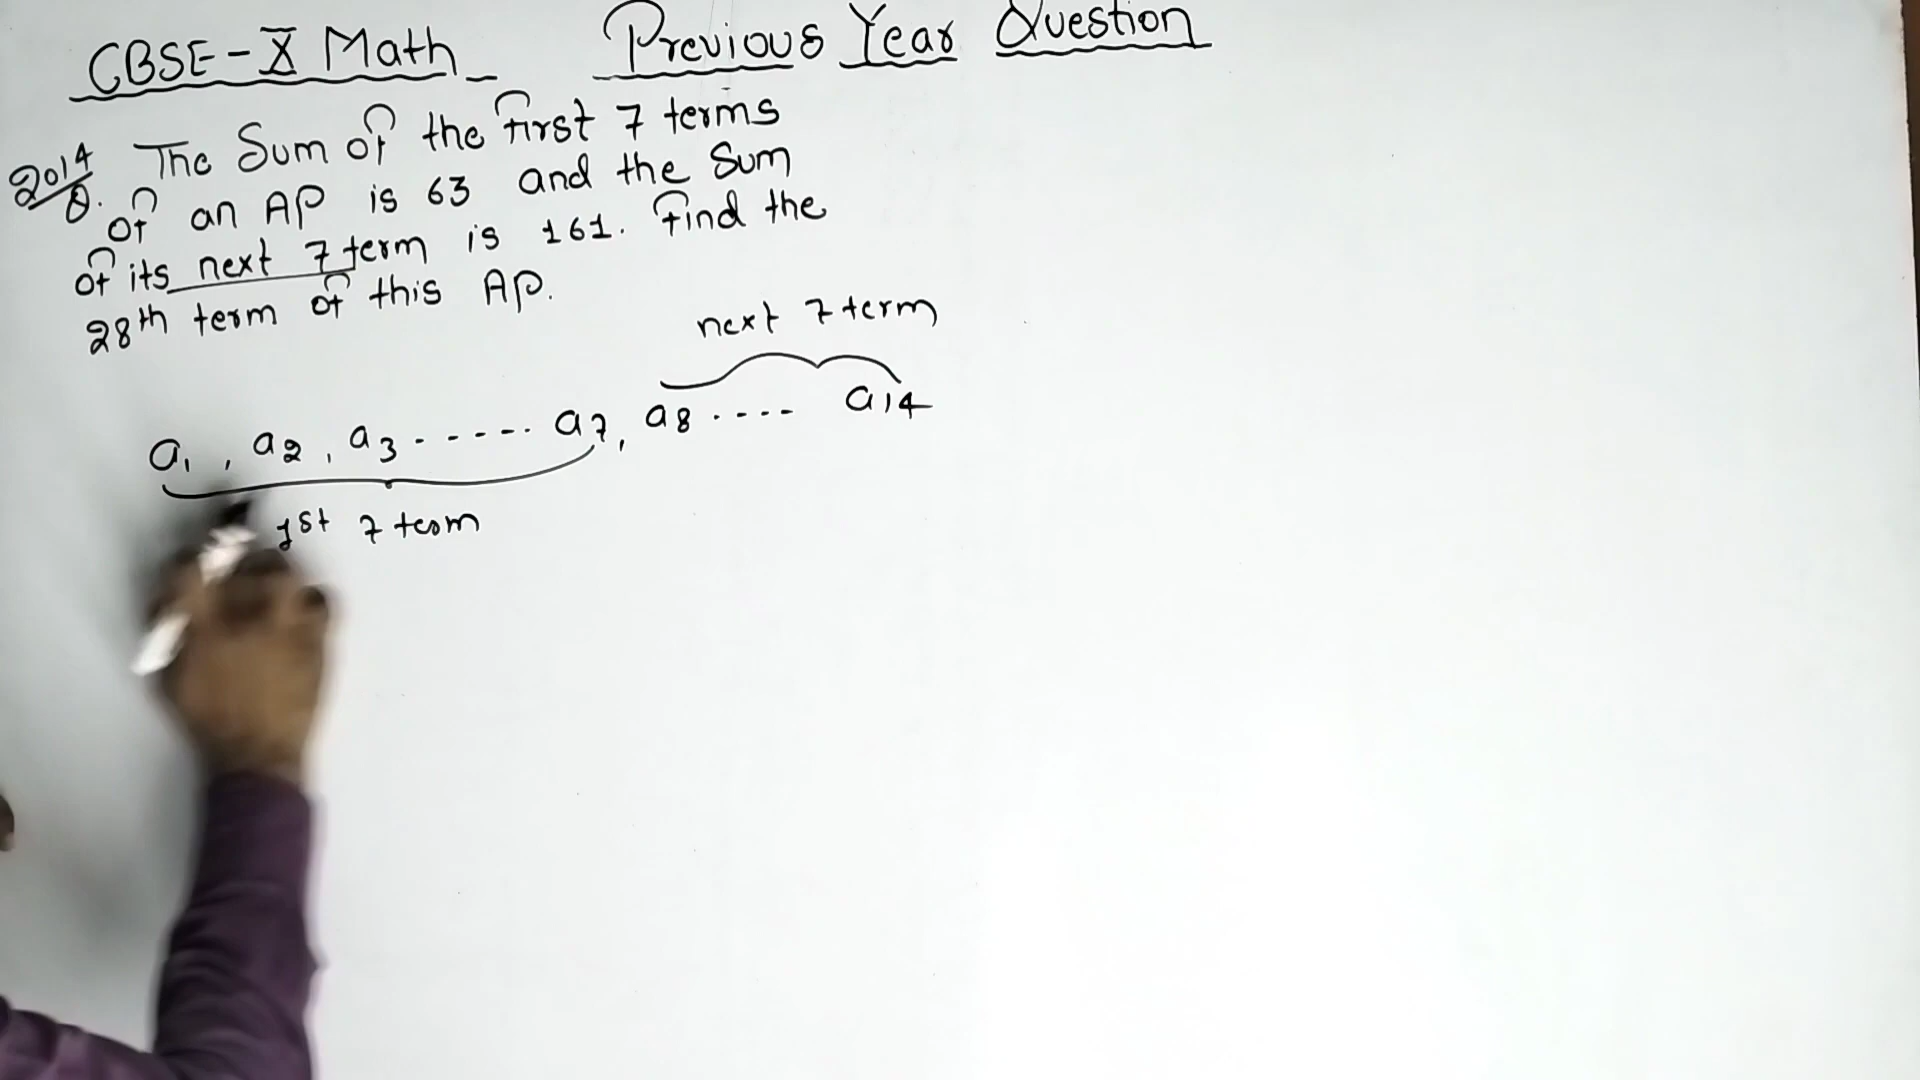 CBSE-X Math Previous Year Question
2014 The Sum of the first 7 terms
Q. of an AP is 63 and the Sum
of its next 7 term is 161. Find the
28th term of this AP.
next 7 term
a1, a2, a3 ------ a7, a8 ---- a14
1st 7 term